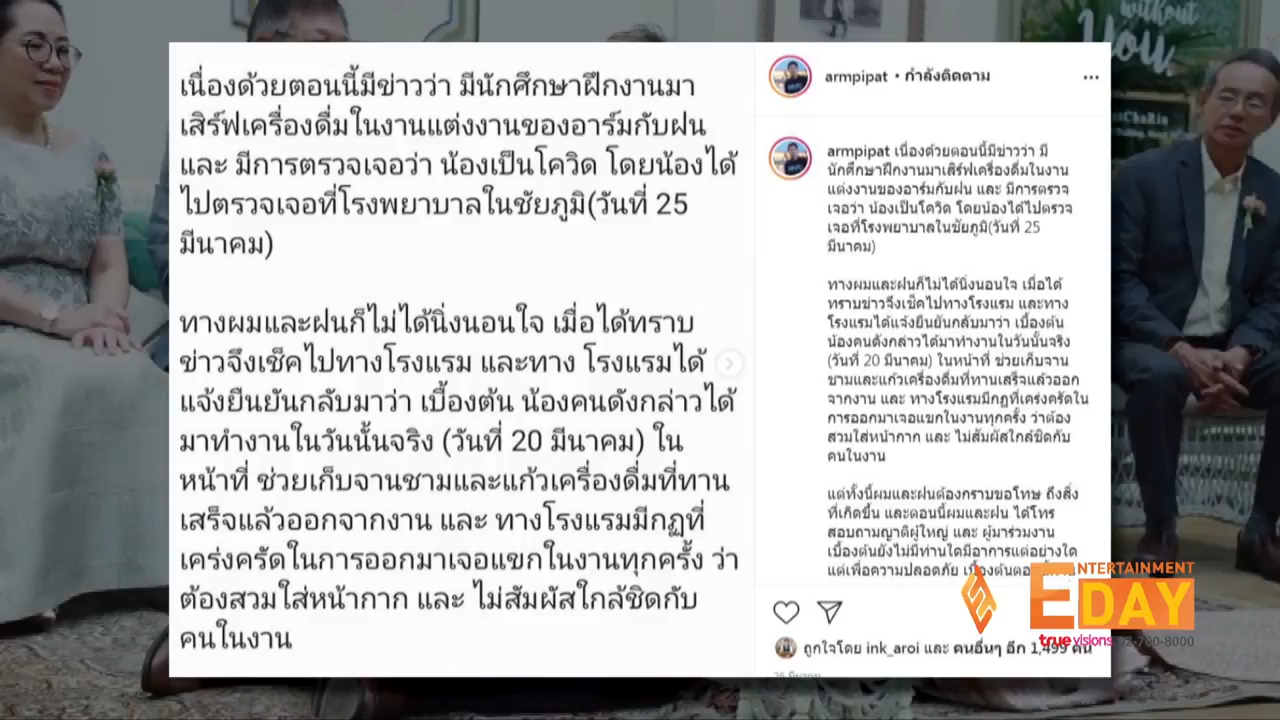 without
You
เนื่องด้วยตอนนี้มีข่าวว่า มีนักศึกษาฝึกงานมา
เสิร์ฟเครื่องดื่มในงานแต่งงานของอาร์มกับฝน
และ มีการตรวจเจอว่า น้องเป็นโควิด โดยน้องได้
ไปตรวจเจอที่โรงพยาบาลในชัยภูมิ(วันที่ 25
มีนาคม)
ทางผมและฝนก็ไม่ได้นิ่งนอนใจ เมื่อได้ทราบ
ข่าวจึงเช็คไปทางโรงแรม และทาง โรงแรมได้
แจ้งยืนยันกลับมาว่า เบื้องต้น น้องคนดังกล่าวได้
มาทำงานในวันนั้นจริง (วันที่ 20 มีนาคม) ใน
หน้าที่ ช่วยเก็บจานชามและแก้วเครื่องดื่มที่ทาน
เสร็จแล้วออกจากงาน และ ทางโรงแรมมีกฏที่
เคร่งครัดในการออกมาเจอแขกในงานทุกครั้ง ว่า
ต้องสวมใส่หน้ากาก และ ไม่สัมผัสใกล้ชิดกับ
คนในงาน
armpipat • กำลังติดตาม
armpipat เนื่องด้วยตอนนี้มีข่าวว่า มี
นักศึกษาฝึกงานมาเสิร์ฟเครื่องดื่มในงาน
แต่งงานของอาร์มกับฝน และ มีการตรวจ
เจอว่า น้องเป็นโควิด โดยน้องได้ไปตรวจ
เจอที่โรงพยาบาลในชัยภูมิ(วันที่ 25
มีนาคม)
ทางผมและฝนก็ไม่ได้นิ่งนอนใจ เมื่อได้
ทราบข่าวจึงเช็คไปทางโรงแรม และทาง
โรงแรมได้แจ้งยืนยันกลับมาว่า เบื้องต้น
น้องคนดังกล่าวได้มาทำงานในวันนั้นจริง
(วันที่ 20 มีนาคม) ในหน้าที่ ช่วยเก็บจาน
ชามและแก้วเครื่องดื่มที่ทานเสร็จแล้วออก
จากงาน และ ทางโรงแรมมีกฏที่เคร่งครัดใน
การออกมาเจอแขกในงานทุกครั้ง ว่าต้อง
สวมใส่หน้ากาก และ ไม่สัมผัสใกล้ชิดกับ
คนในงาน
แต่ทั้งนี้ผมและฝนต้องกราบขอโทษ ถึงสิ่ง
ที่เกิดขึ้น และตอนนี้ผมและฝน ได้โทร
สอบถามญาติผู้ใหญ่ และ ผู้มาร่วมงาน
เบื้องต้นยังไม่มีท่านใดมีอาการแต่อย่างใด
แต่เพื่อความปลอดภัย
ถูกใจโดย ink_aroi และ คนอื่นๆ อีก 1,499 คน
ENTERTAINMENT
DAY
true visions 02-700-8000